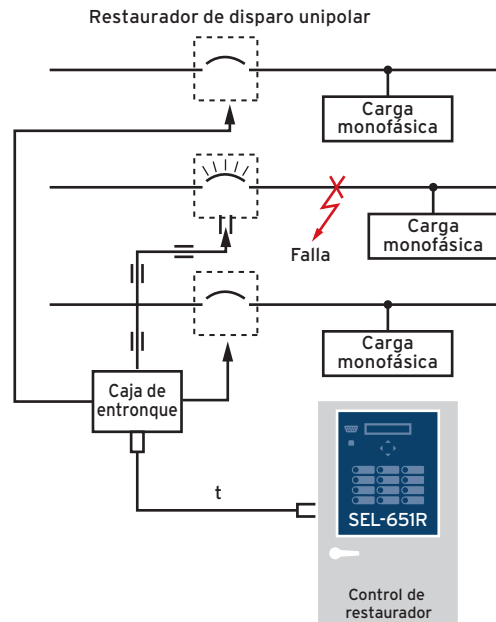 Restaurador de disparo unipolar
Carga
monofásica
Falla
Carga
monofásica
Carga
monofásica
Caja de
entronque
t
SEL-651R
Control de
restaurador